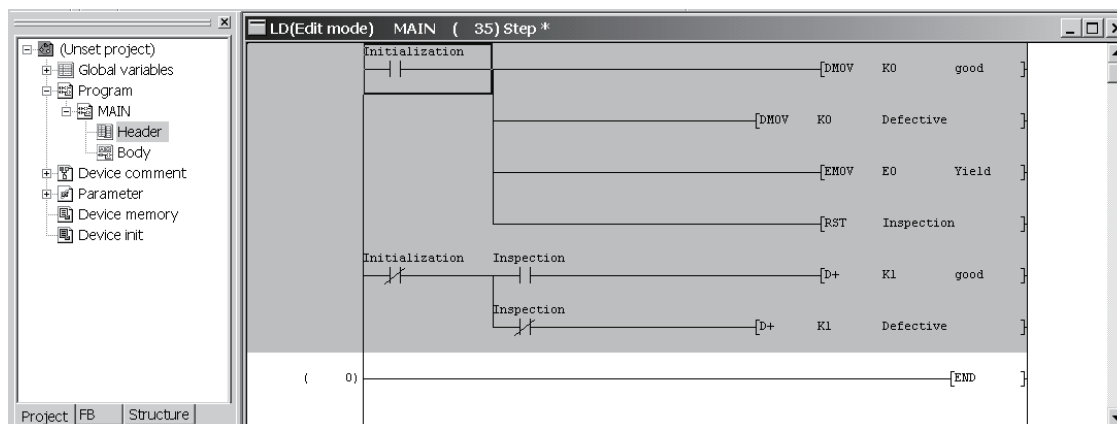 (Unset project)
Global variables
Program
MAIN
Header
Body
Device comment
Parameter
Device memory
Device init
Project FB Structure
LD(Edit mode) MAIN ( 35) Step *
Initialization
[DMOV K0 good ]
[DMOV K0 Defective ]
[EMOV E0 Yield ]
[RST Inspection ]
Initialization Inspection
[D+ K1 good ]
Inspection
[D+ K1 Defective ]
( 0) [END ]